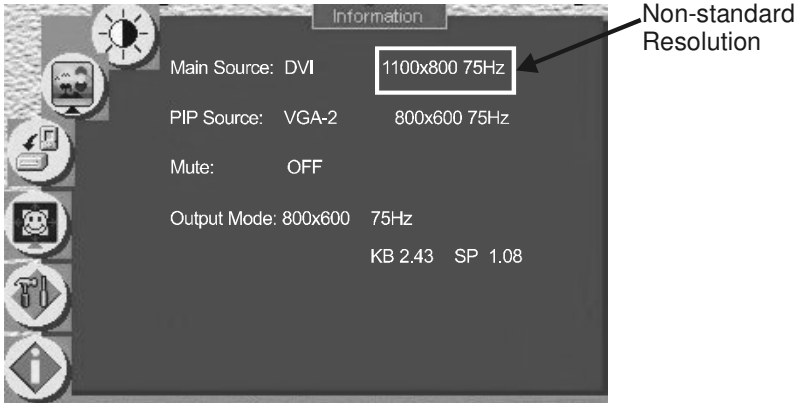 Information
Non-standard
Resolution
Main Source: DVI 1100x800 75Hz
PIP Source: VGA-2 800x600 75Hz
Mute: OFF
Output Mode: 800x600 75Hz
KB 2.43 SP 1.08